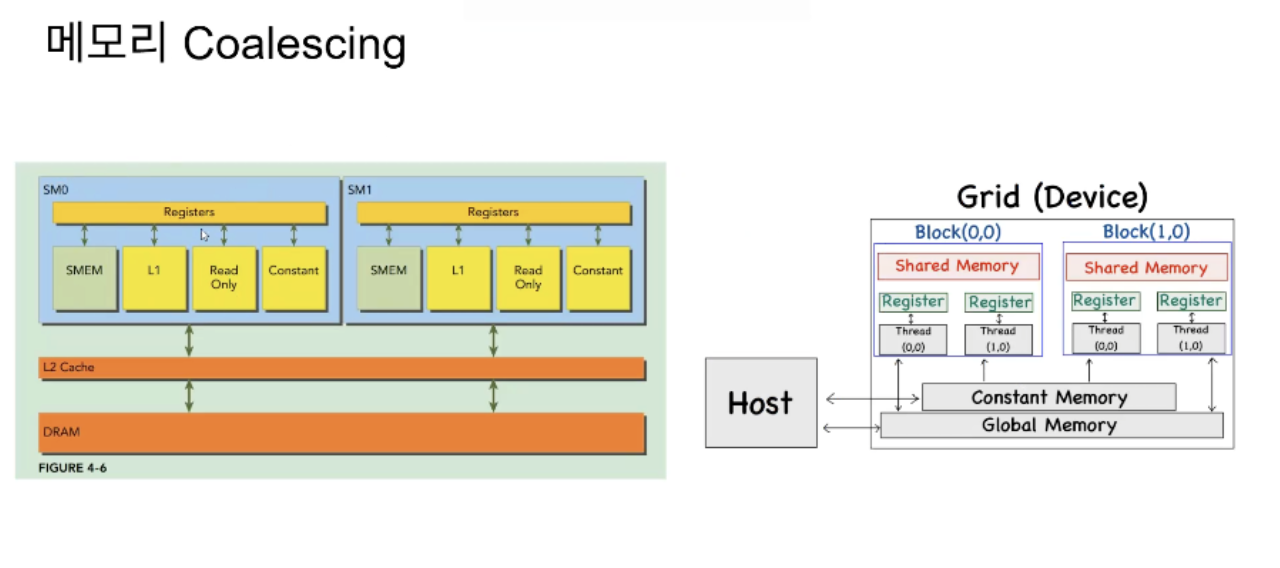 메모리 Coalescing
SM0
Registers
SMEM
L1
Read
Only
Constant
SM1
Registers
SMEM
L1
Read
Only
Constant
L2 Cache
DRAM
FIGURE 4-6
Grid (Device)
Block(0,0)
Shared Memory
Register
Register
Thread
(0,0)
Thread
(1,0)
Block(1,0)
Shared Memory
Register
Register
Thread
(0,0)
Thread
(1,0)
Host
Constant Memory
Global Memory